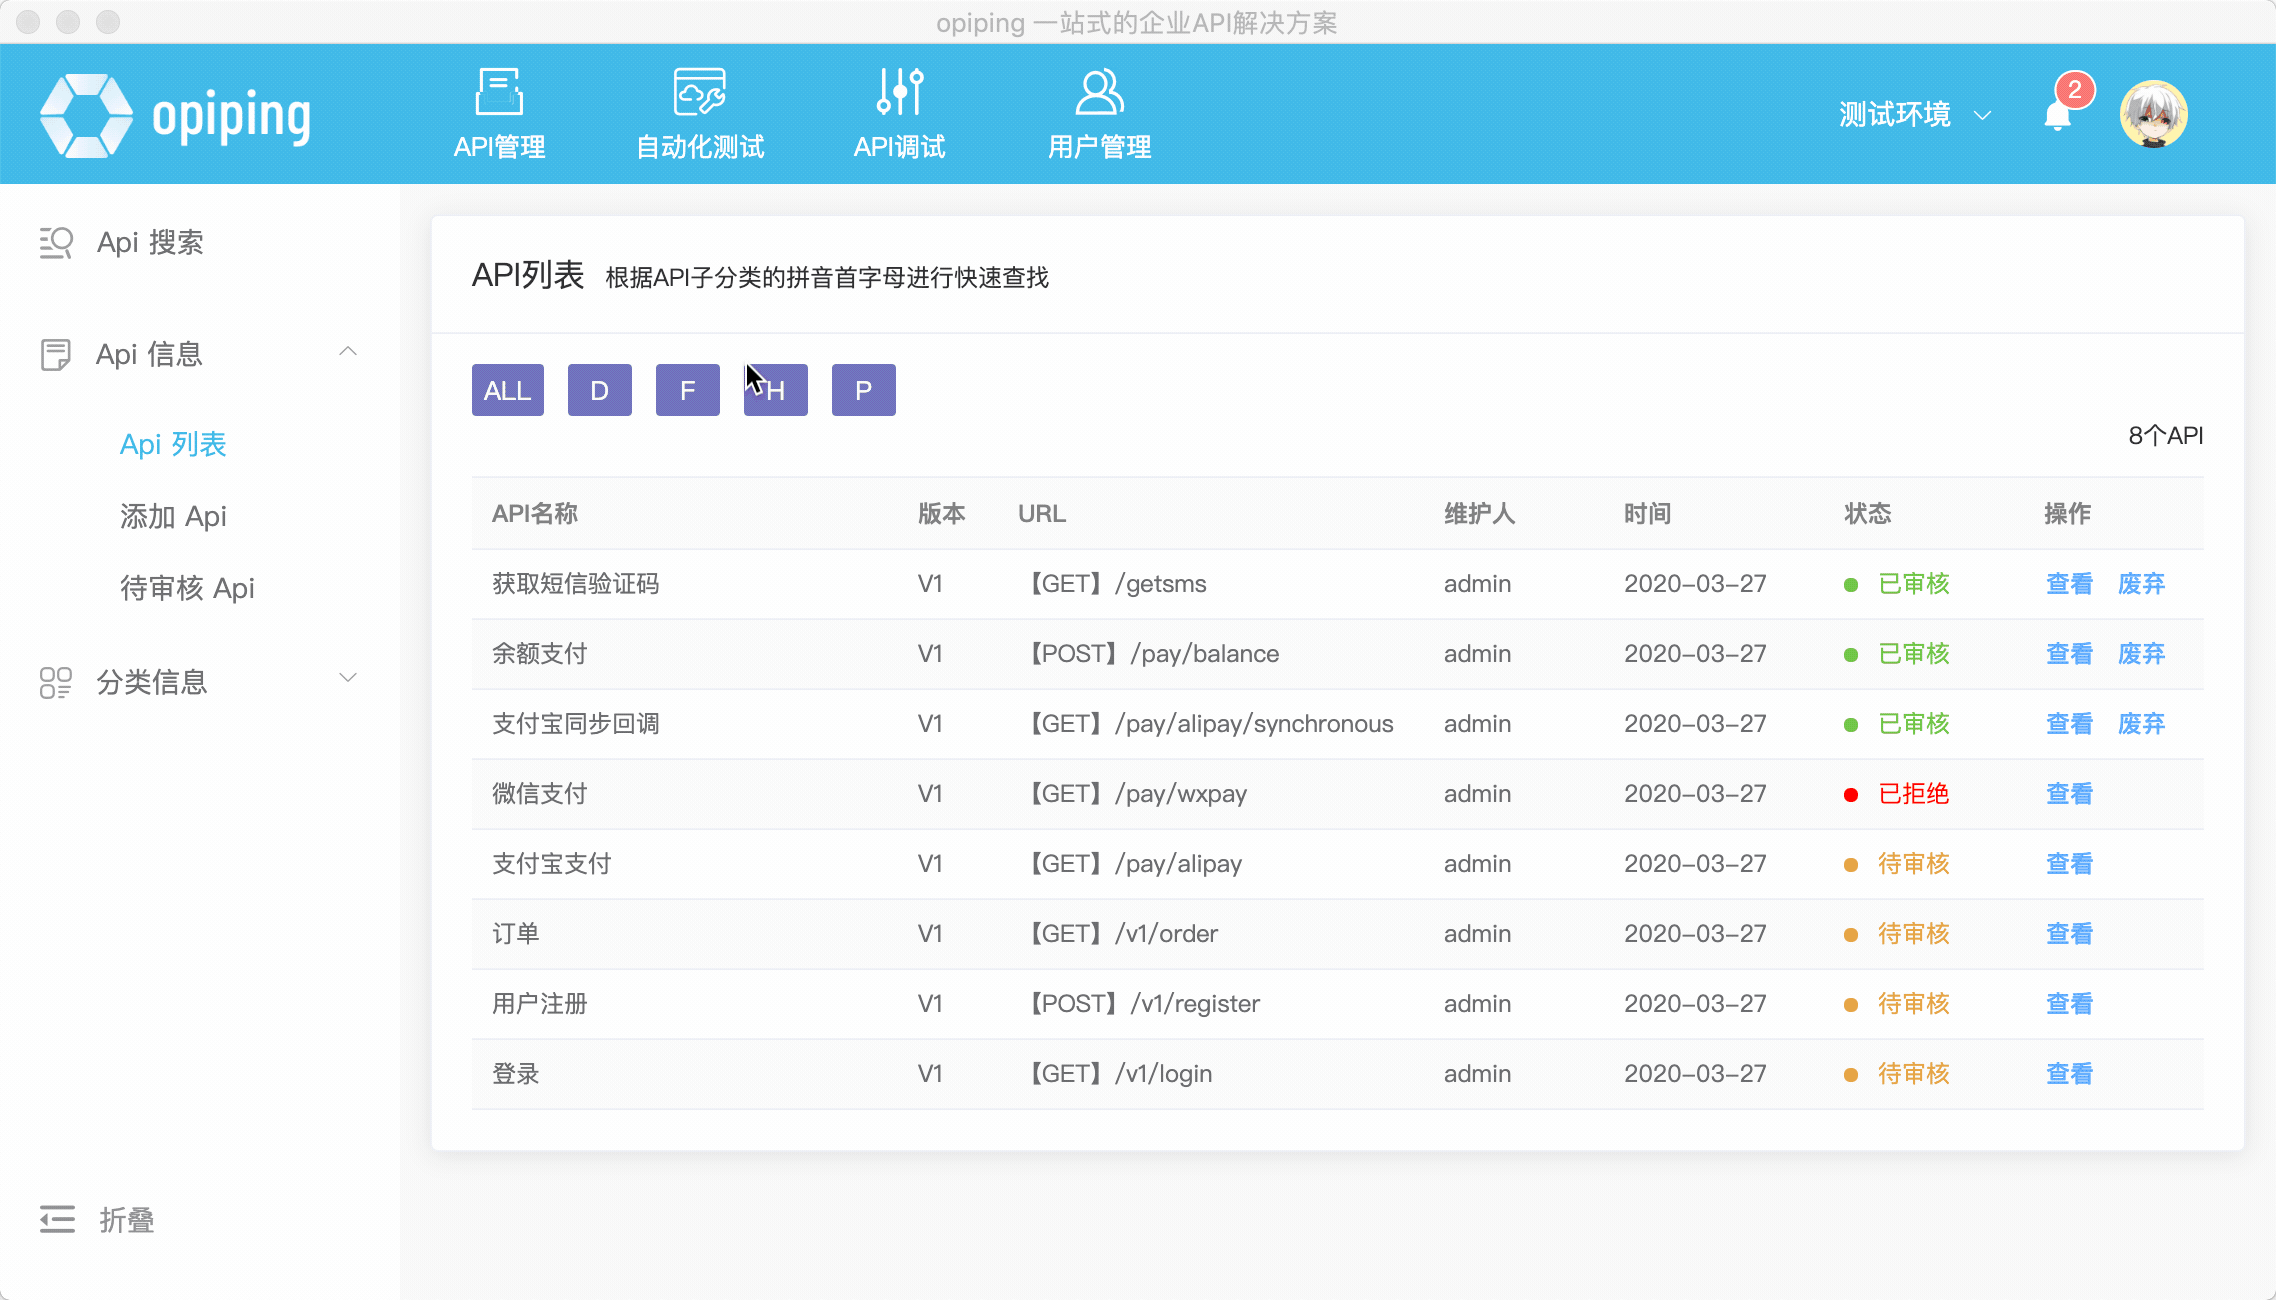 opiping 一站式的企业API解决方案
opiping
API管理
自动化测试
API调试
用户管理
测试环境
2
Api 搜索
Api 信息
Api 列表
添加 Api
待审核 Api
分类信息
折叠
API列表 根据API子分类的拼音首字母进行快速查找
ALL D F H P
8个API
API名称 版本 URL 维护人 时间 状态 操作
获取短信验证码 V1 【GET】/getsms admin 2020-03-27 已审核 查看 废弃
余额支付 V1 【POST】/pay/balance admin 2020-03-27 已审核 查看 废弃
支付宝同步回调 V1 【GET】/pay/alipay/synchronous admin 2020-03-27 已审核 查看 废弃
微信支付 V1 【GET】/pay/wxpay admin 2020-03-27 已拒绝 查看
支付宝支付 V1 【GET】/pay/alipay admin 2020-03-27 待审核 查看
订单 V1 【GET】/v1/order admin 2020-03-27 待审核 查看
用户注册 V1 【POST】/v1/register admin 2020-03-27 待审核 查看
登录 V1 【GET】/v1/login admin 2020-03-27 待审核 查看